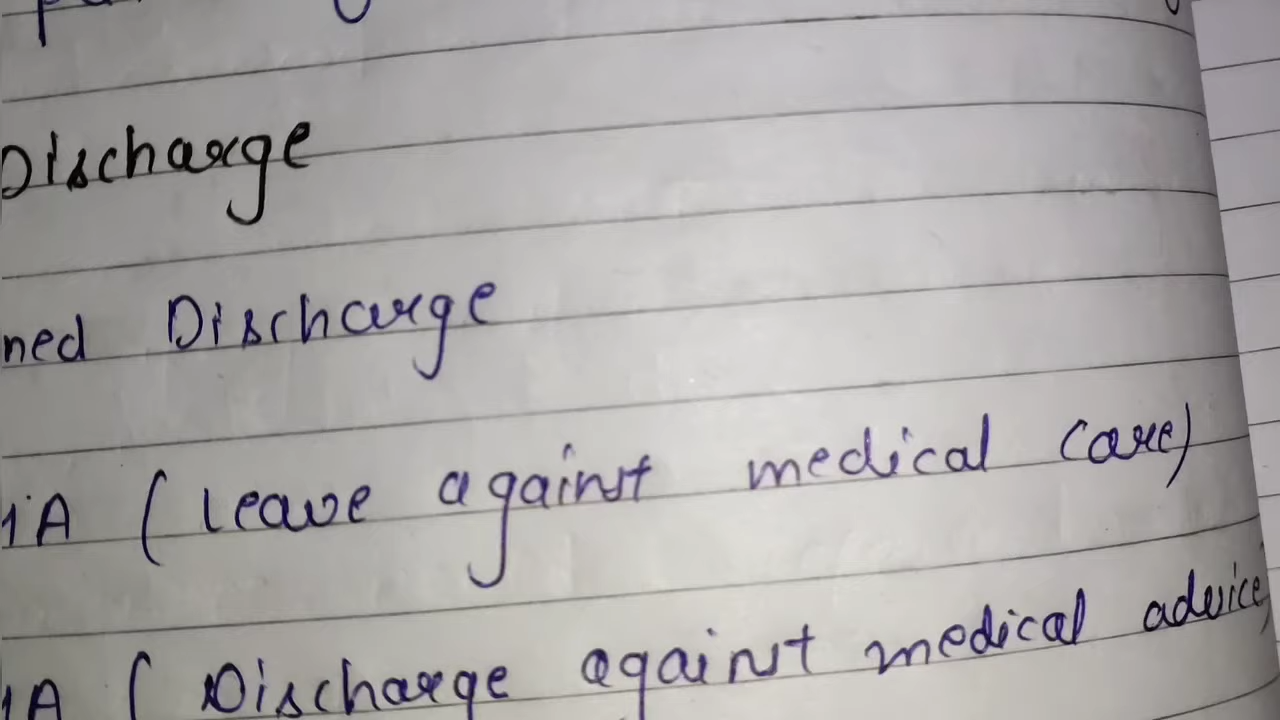 Discharge
ned Discharge
A (leave against medical care)
A (Discharge against medical advice)